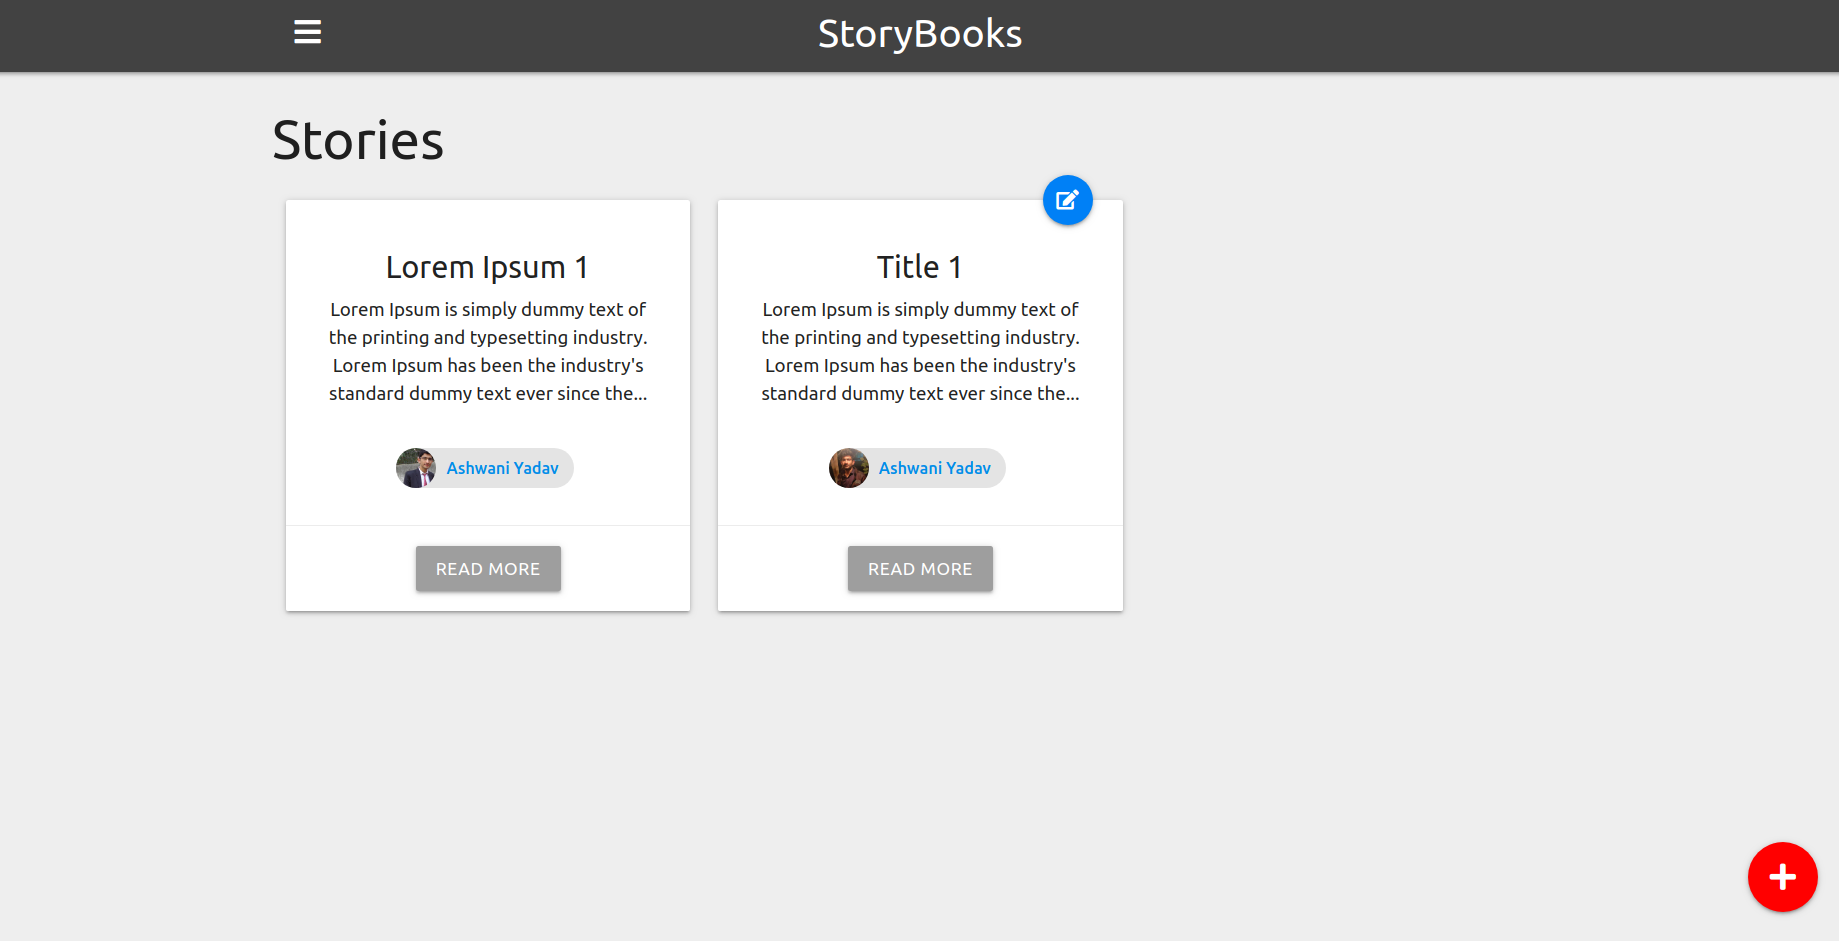 StoryBooks
Stories
Lorem Ipsum 1
Lorem Ipsum is simply dummy text of
the printing and typesetting industry.
Lorem Ipsum has been the industry's
standard dummy text ever since the...
Ashwani Yadav
READ MORE
Title 1
Lorem Ipsum is simply dummy text of
the printing and typesetting industry.
Lorem Ipsum has been the industry's
standard dummy text ever since the...
Ashwani Yadav
READ MORE